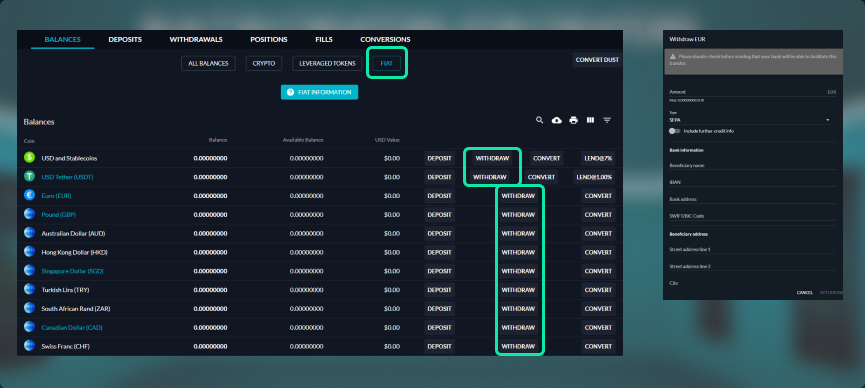 BALANCES DEPOSITS WITHDRAWALS POSITIONS FILLS CONVERSIONS
ALL BALANCES CRYPTO LEVERAGED TOKENS FIAT CONVERT DUST
FIAT INFORMATION
Balances
Coin Balance Available Balance USD Value
USD and Stablecoins 0.00000000 0.00000000 $0.00 DEPOSIT WITHDRAW CONVERT LEND@7%
USD Tether (USDT) 0.00000000 0.00000000 $0.00 DEPOSIT WITHDRAW CONVERT LEND@1.00%
Euro (EUR) 0.00000000 0.00000000 $0.00 DEPOSIT WITHDRAW CONVERT
Pound (GBP) 0.00000000 0.00000000 $0.00 DEPOSIT WITHDRAW CONVERT
Australian Dollar (AUD) 0.00000000 0.00000000 $0.00 DEPOSIT WITHDRAW CONVERT
Hong Kong Dollar (HKD) 0.00000000 0.00000000 $0.00 DEPOSIT WITHDRAW CONVERT
Singapore Dollar (SGD) 0.00000000 0.00000000 $0.00 DEPOSIT WITHDRAW CONVERT
Turkish Lira (TRY) 0.00000000 0.00000000 $0.00 DEPOSIT WITHDRAW CONVERT
South African Rand (ZAR) 0.00000000 0.00000000 $0.00 DEPOSIT WITHDRAW CONVERT
Canadian Dollar (CAD) 0.00000000 0.00000000 $0.00 DEPOSIT WITHDRAW CONVERT
Swiss Franc (CHF) 0.00000000 0.00000000 $0.00 DEPOSIT WITHDRAW CONVERT
Withdraw EUR
Please double-check before sending that your bank will be able to facilitate this
transfer.
Amount EUR
Max: 0.00000000 EUR
Type
SEPA
Include further-credit info
Bank information
Beneficiary name
IBAN
Bank address
SWIFT/BIC Code
Beneficiary address
Street address line 1
Street address line 2
City
CANCEL WITHDRAW